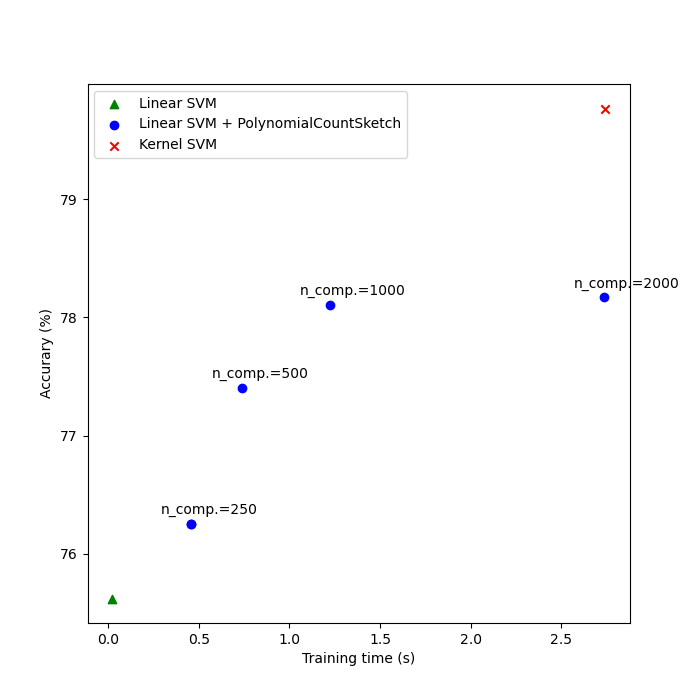 Linear SVM
Linear SVM + PolynomialCountSketch
Kernel SVM
79
n_comp.=2000
n_comp.=1000
78
n_comp.=500
77
n_comp.=250
76
Accurary (%)
0.0 0.5 1.0 1.5 2.0 2.5
Training time (s)